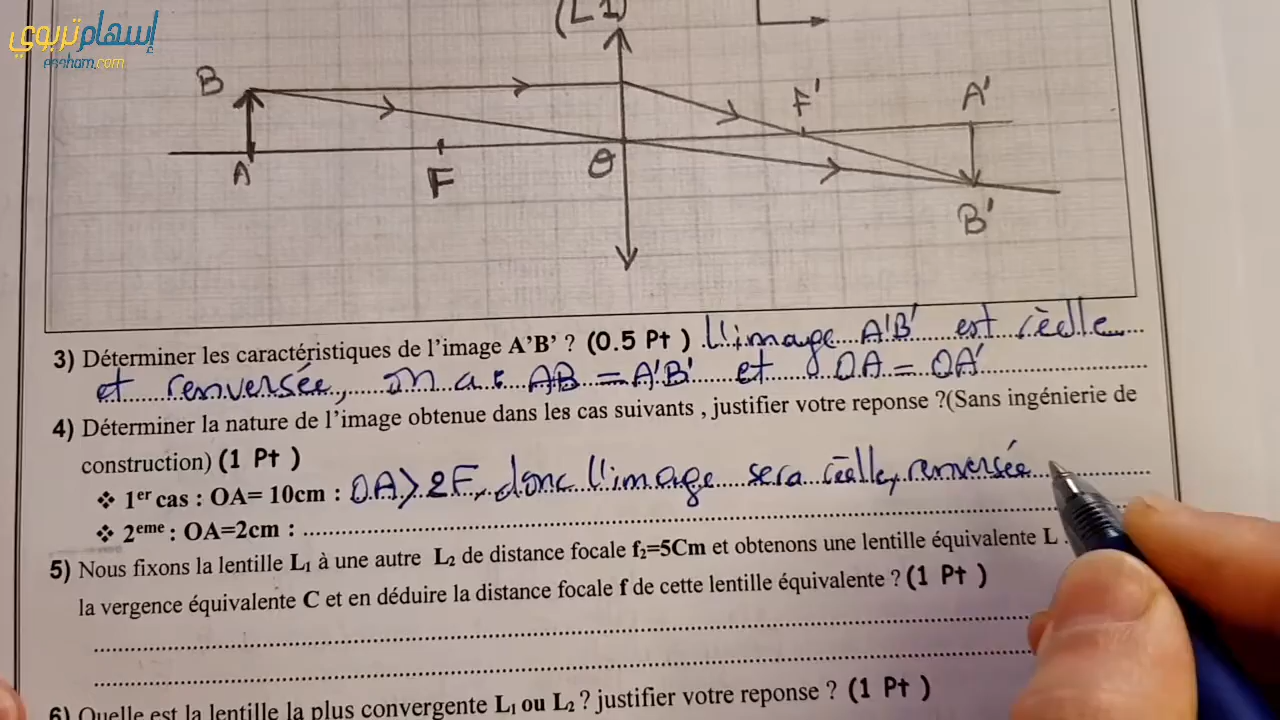 إسهام تربوي
essham.com
(L1)
B
F'
A'
A
F
O
B'
3) Déterminer les caractéristiques de l'image A'B' ? (0.5 Pt ) L'image A'B' est réelle
et renversée, on a : AB = A'B' et OA = OA'
4) Déterminer la nature de l'image obtenue dans les cas suivants , justifier votre reponse ?(Sans ingénierie de
construction) (1 Pt )
❖ 1er cas : OA= 10cm : OA > 2F, donc l'image sera réelle, renversée
❖ 2eme : OA=2cm :
5) Nous fixons la lentille L1 à une autre L2 de distance focale f2=5Cm et obtenons une lentille équivalente L .
la vergence équivalente C et en déduire la distance focale f de cette lentille équivalente ? (1 Pt )
6) Quelle est la lentille la plus convergente L1 ou L2 ? justifier votre reponse ? (1 Pt )